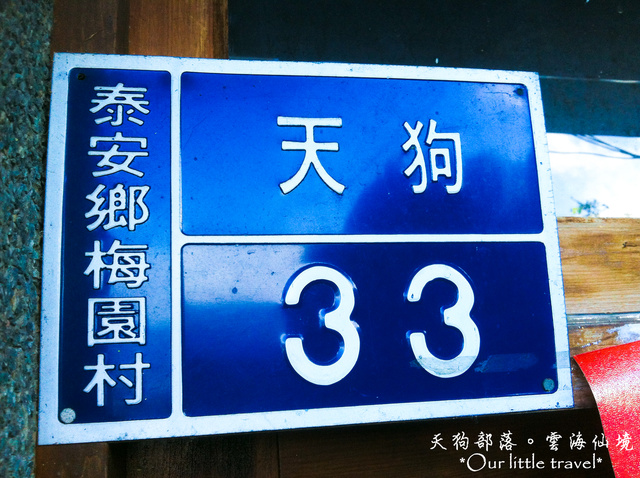 泰安鄉梅園村
天狗
33
天狗部落。雲海仙境
*Our little travel*